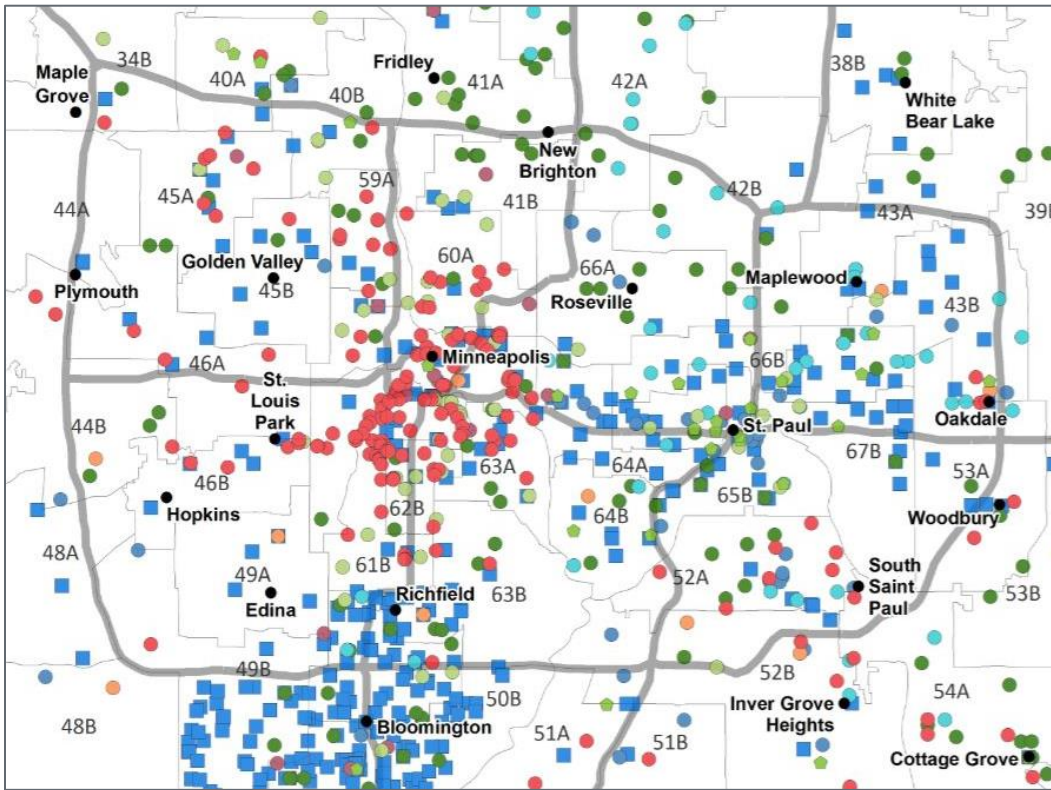 38B
34B
Fridley
Maple
Grove
40A
41A
42A
40B
White
Bear Lake
New
Brighton
59A
42B
45A
41B
44A
43A
Golden Valley
60A
66A
Maplewood
Plymouth
45B
Roseville
43B
Minneapolis
46A
66B
St.
Louis
Park
Oakdale
44B
St. Paul
67B
63A
64A
53A
46B
65B
Hopkins
62B
64B
Woodbury
48A
61B
49A
52A
South
Saint
Paul
Edina
Richfield
63B
53B
49B
52B
50B
54A
48B
Inver Grove
Heights
Bloomington
51A
51B
Cottage Grove